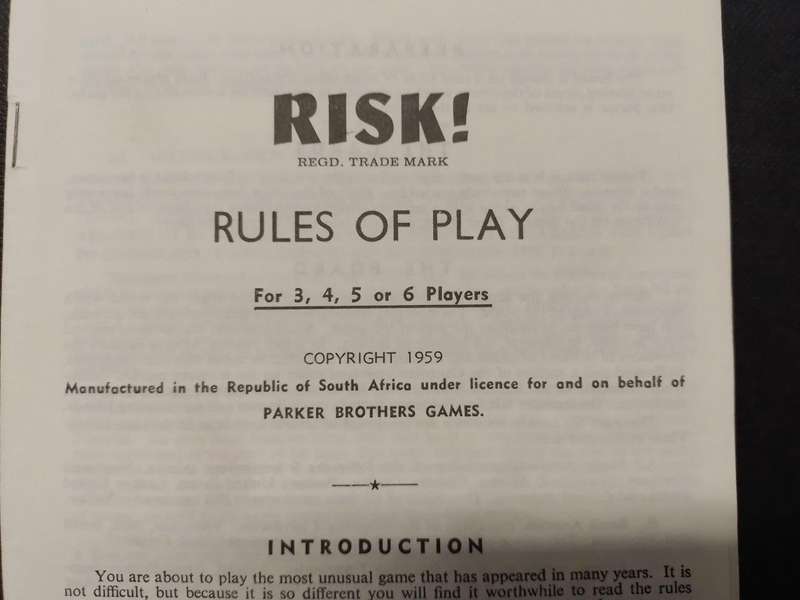 RISK!
REGD. TRADE MARK
RULES OF PLAY
For 3, 4, 5 or 6 Players
COPYRIGHT 1959
Manufactured in the Republic of South Africa under licence for and on behalf of
PARKER BROTHERS GAMES.
INTRODUCTION
You are about to play the most unusual game that has appeared in many years. It is
not difficult, but because it is so different you will find it worthwhile to read the rules